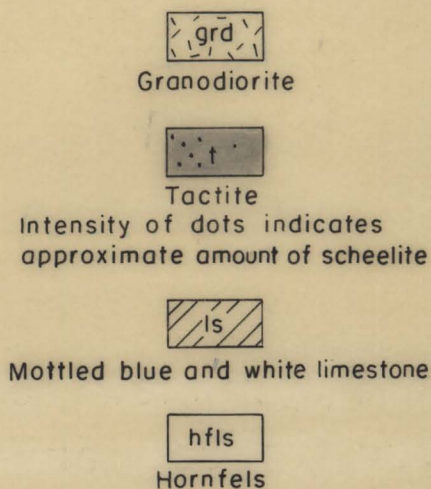 grd
Granodiorite
t
Tactite
Intensity of dots indicates
approximate amount of scheelite
ls
Mottled blue and white limestone
hfls
Hornfels